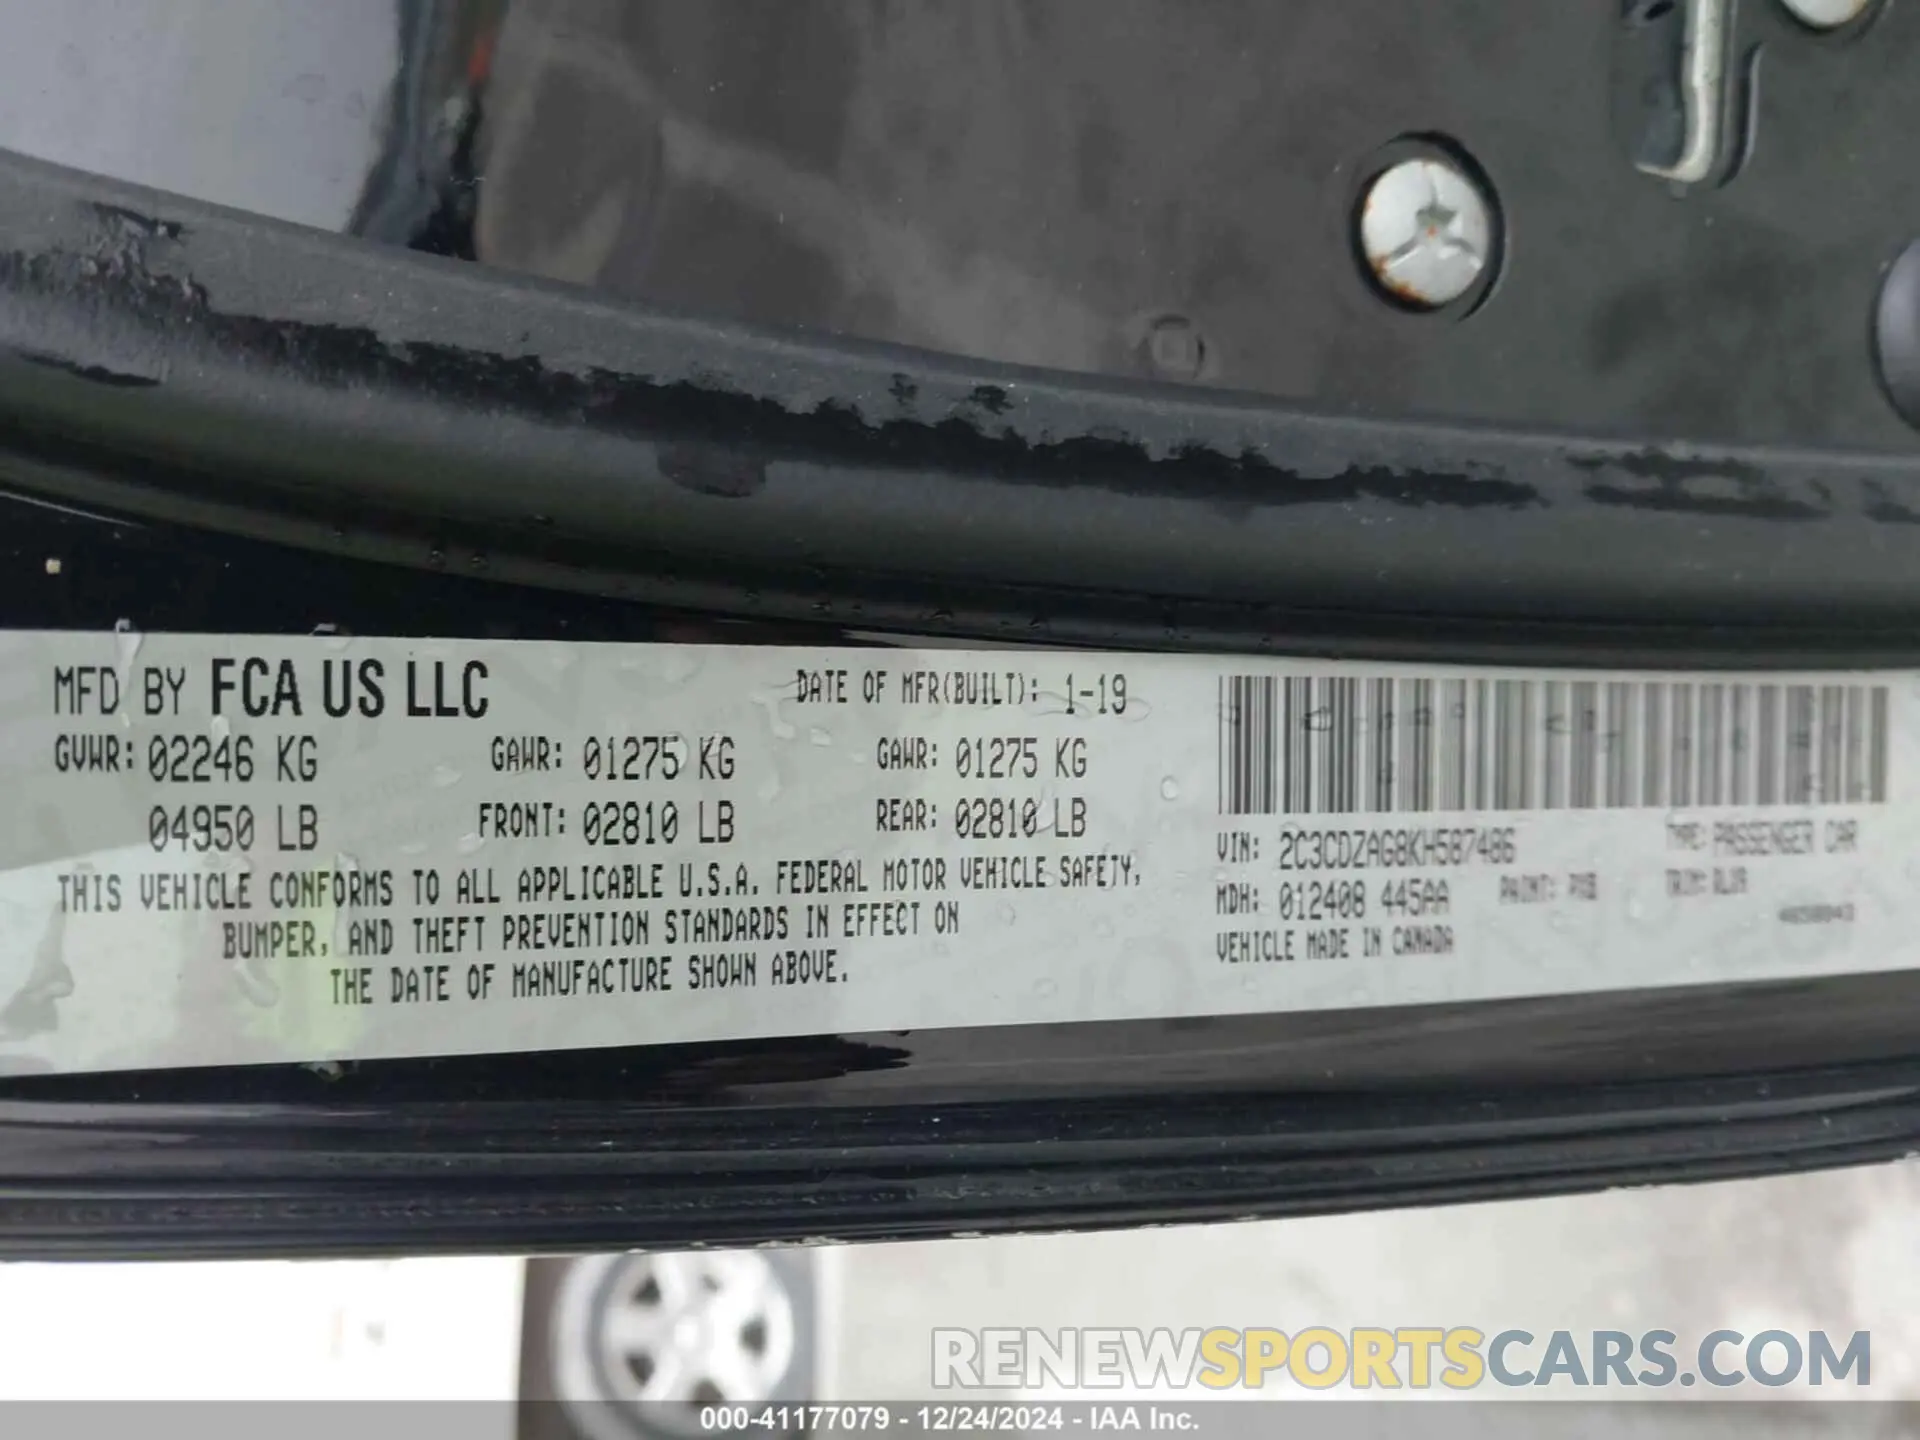 MFD BY FCA US LLC DATE OF MFR(BUILT): 1-19
GVWR: 02246 KG GAWR: 01275 KG GAWR: 01275 KG
04950 LB FRONT: 02810 LB REAR: 02810 LB
THIS VEHICLE CONFORMS TO ALL APPLICABLE U.S.A. FEDERAL MOTOR VEHICLE SAFETY,
BUMPER, AND THEFT PREVENTION STANDARDS IN EFFECT ON
THE DATE OF MANUFACTURE SHOWN ABOVE.
VIN: 2C3CDZAG8KH587486 TYPE: PASSENGER CAR
MDH: 012408 445AA PAINT: TRIM:
VEHICLE MADE IN CANADA
RENEWSPORTSCARS.COM
000-41177079 - 12/24/2024 - IAA Inc.